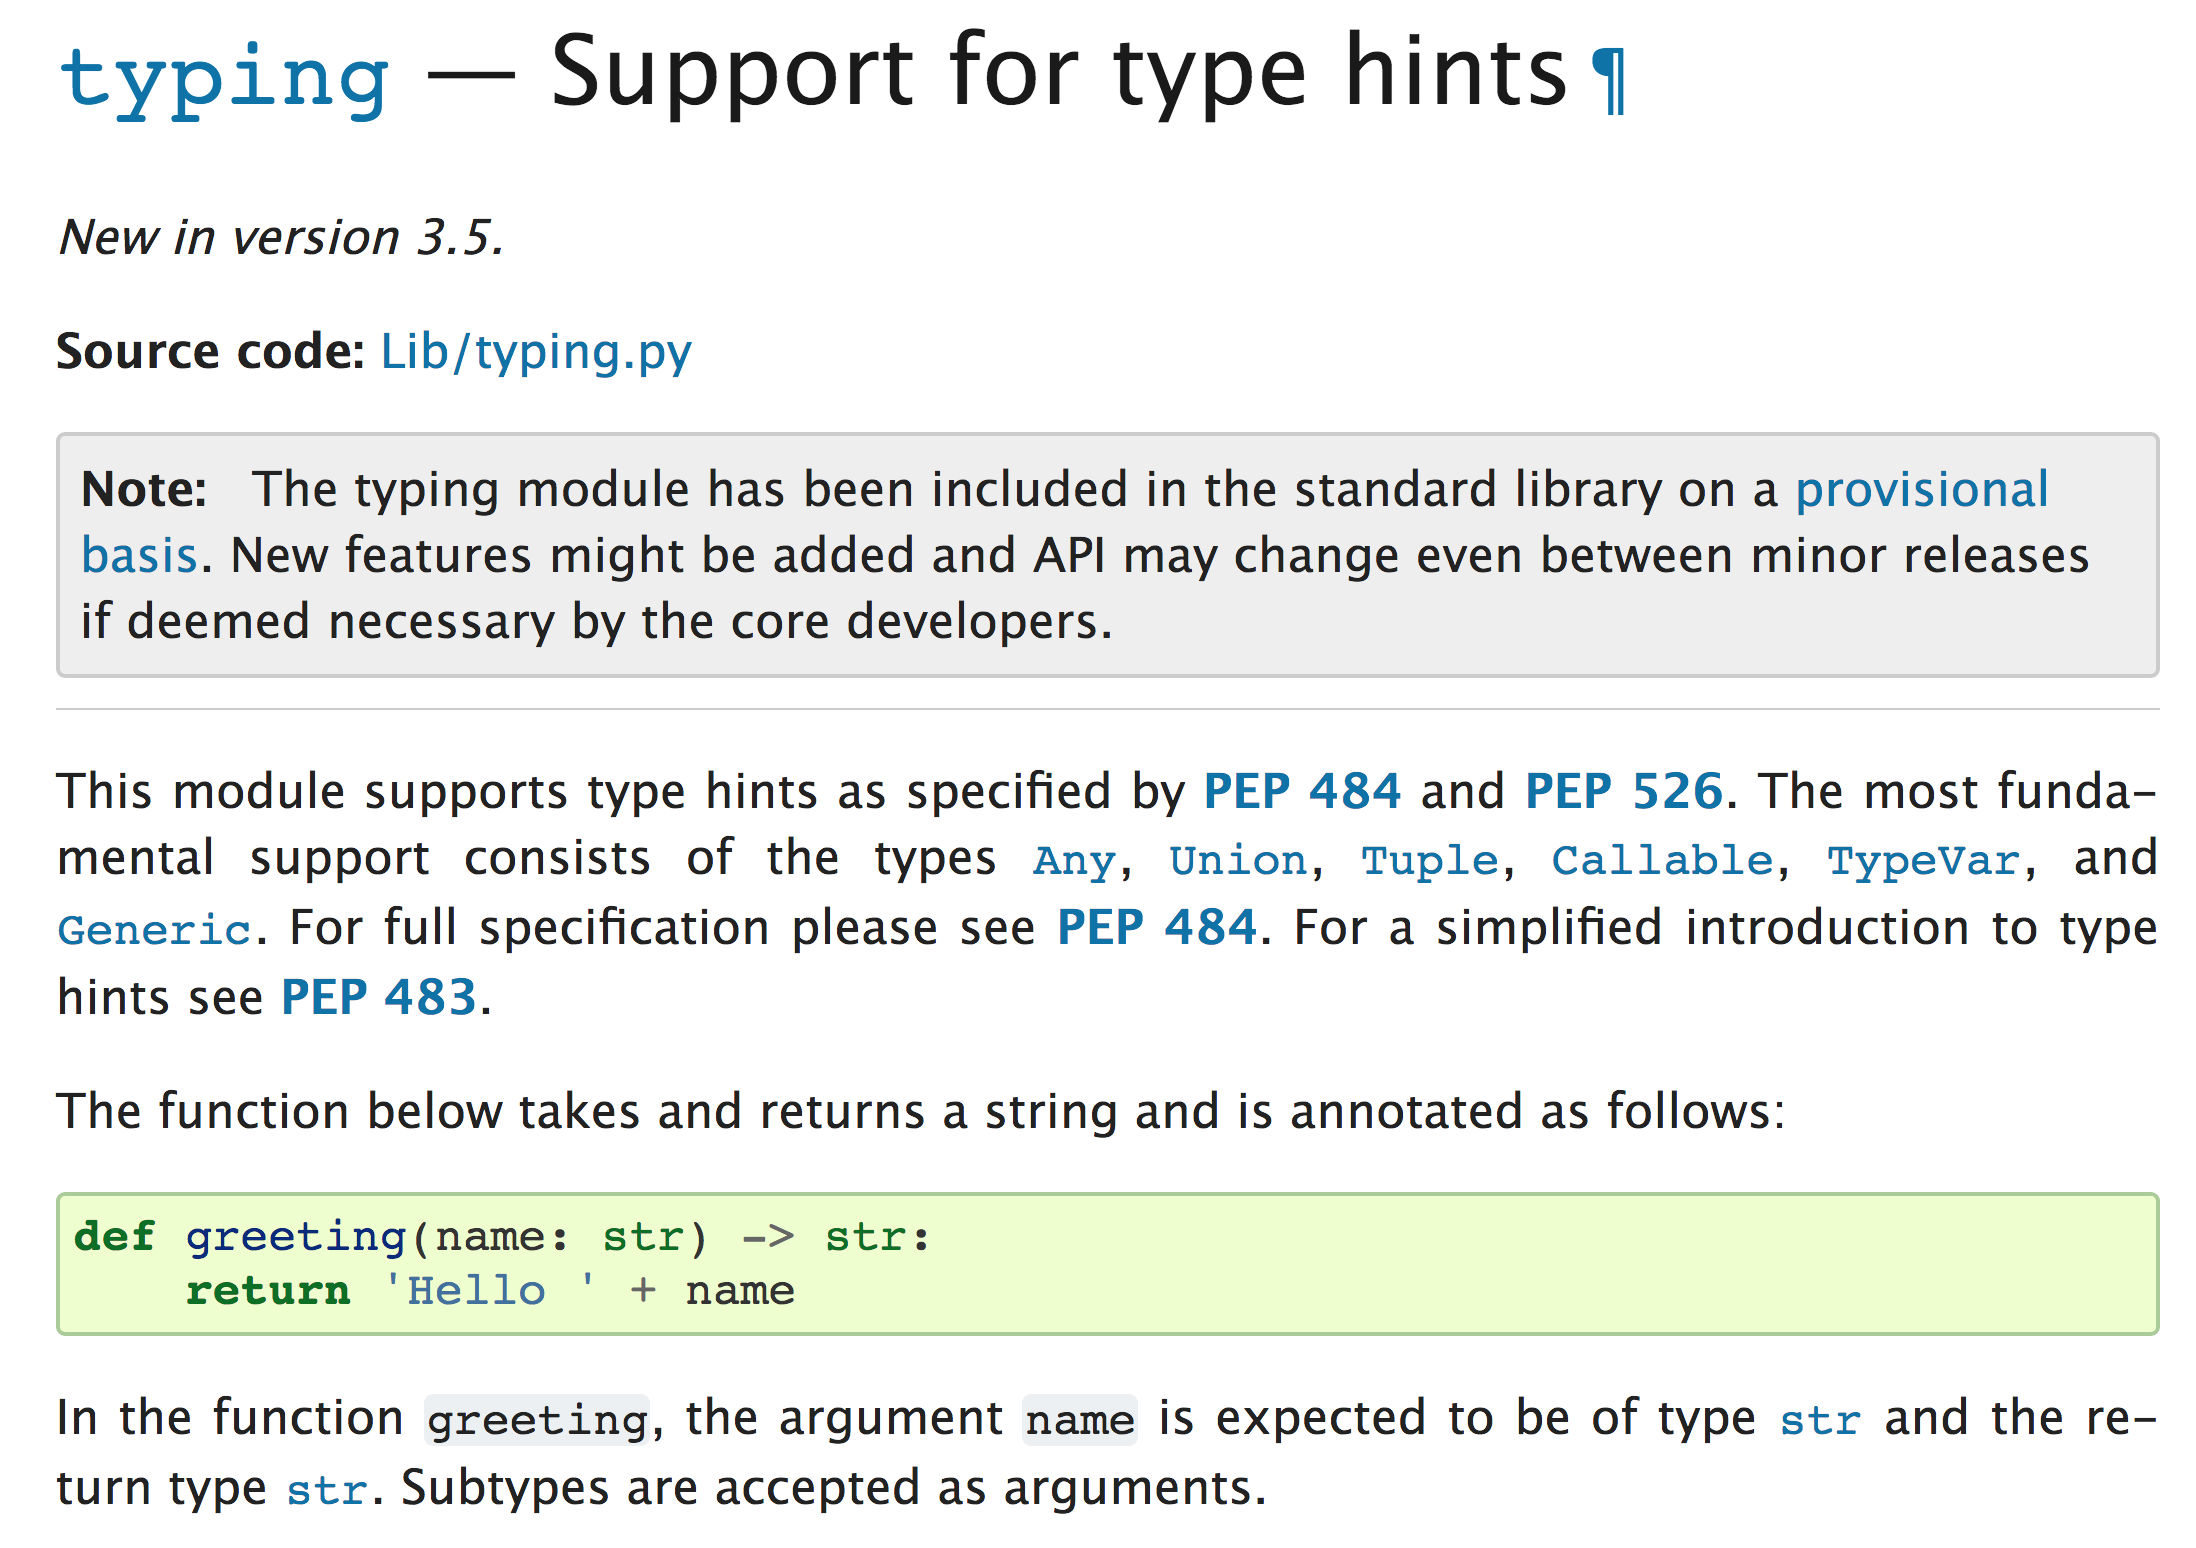 typing — Support for type hints¶
New in version 3.5.
Source code: Lib/typing.py
Note: The typing module has been included in the standard library on a provisional
basis. New features might be added and API may change even between minor releases
if deemed necessary by the core developers.
This module supports type hints as specified by PEP 484 and PEP 526. The most funda-
mental support consists of the types Any, Union, Tuple, Callable, TypeVar, and
Generic. For full specification please see PEP 484. For a simplified introduction to type
hints see PEP 483.
The function below takes and returns a string and is annotated as follows:
def greeting(name: str) -> str:
    return 'Hello ' + name
In the function greeting, the argument name is expected to be of type str and the re-
turn type str. Subtypes are accepted as arguments.